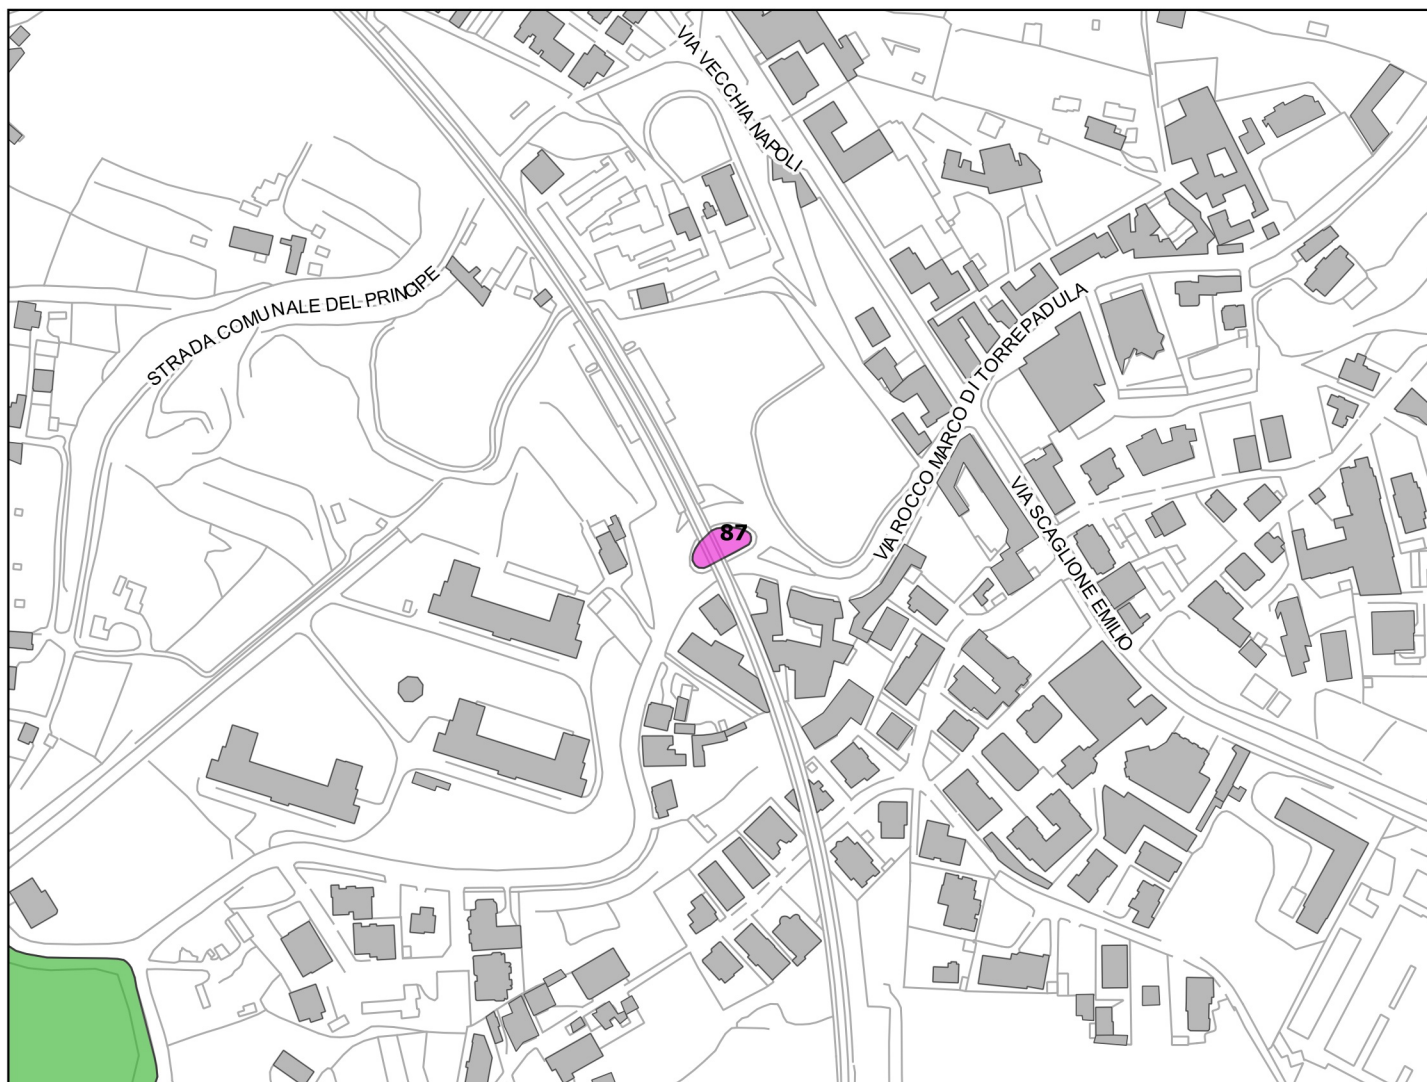 VIA VECCHIA NAPOLI
STRADA COMUNALE DEL PRINCIPE
VIA ROCCO MARCO DI TORREPADULA
VIA SCAGLIONE EMILIO
87